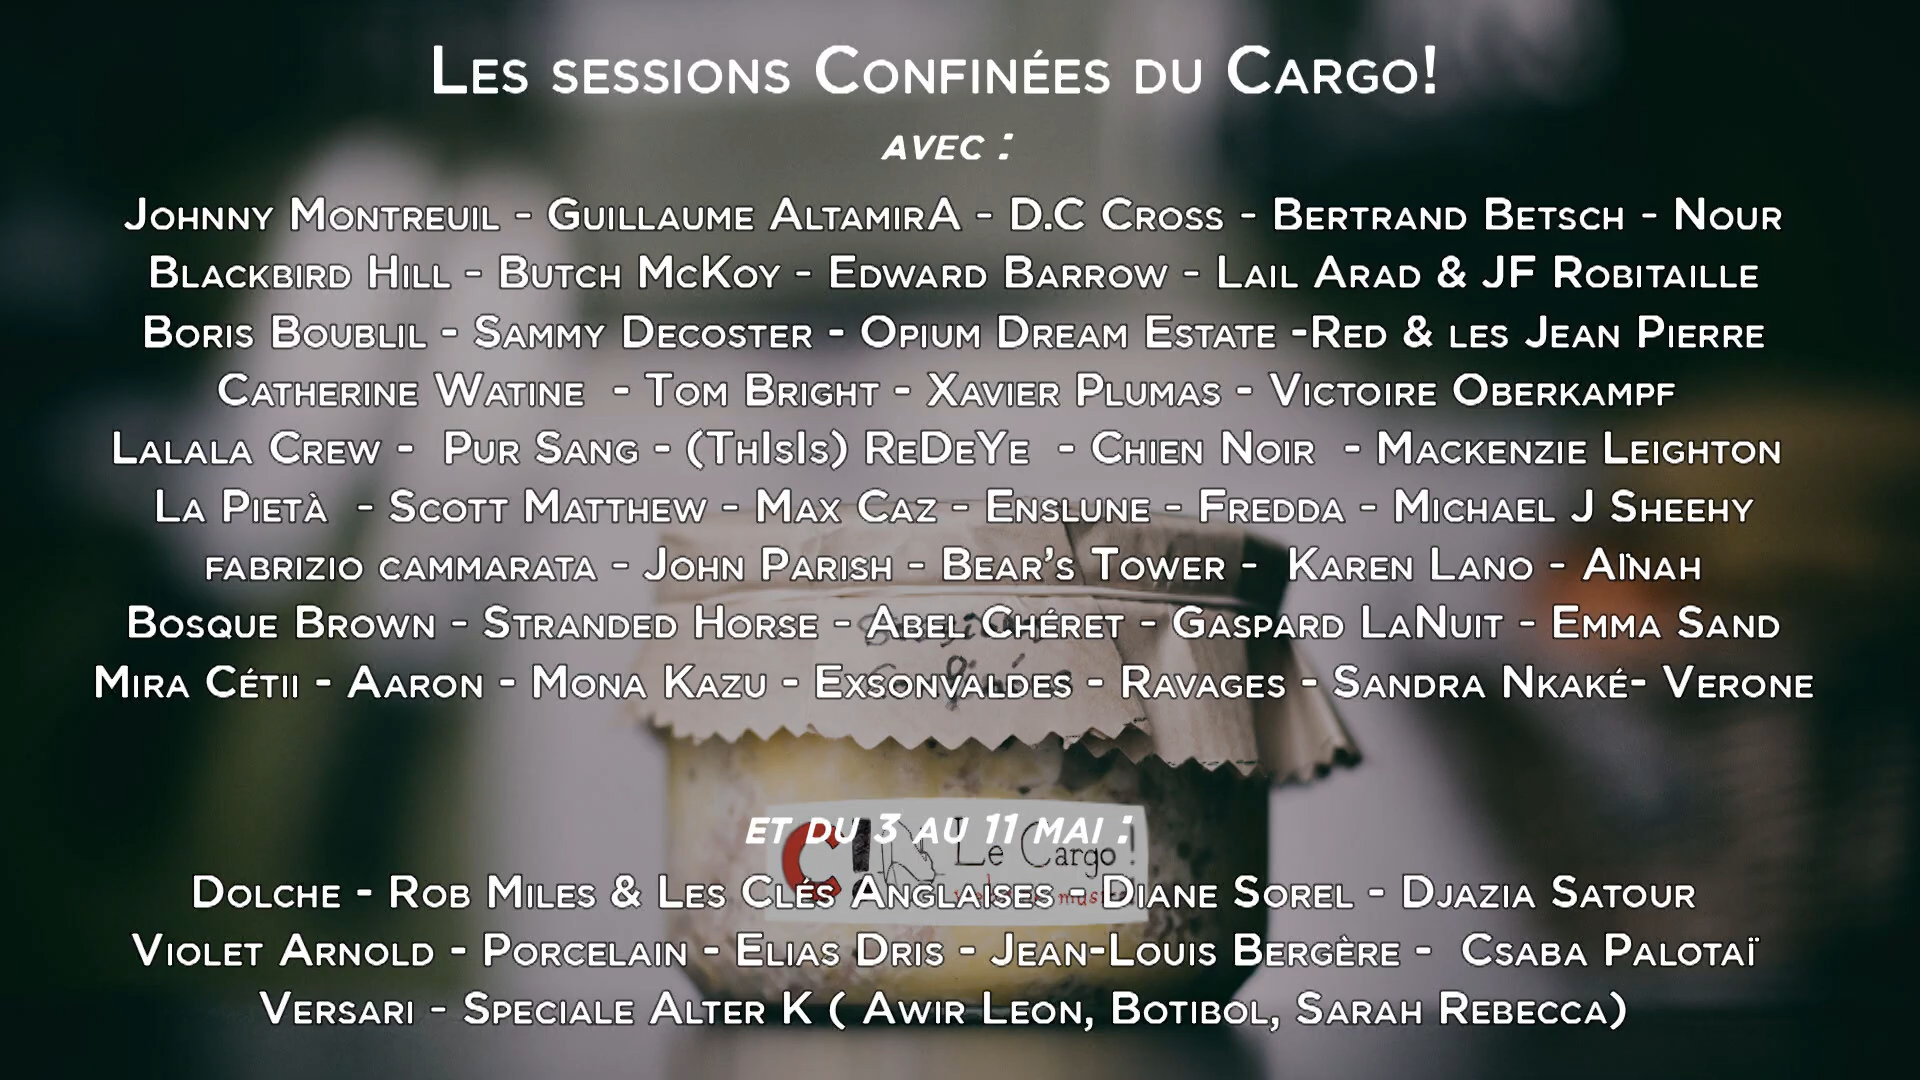 Les sessions Confinées du Cargo!
avec :
Johnny Montreuil - Guillaume AltamirA - D.C Cross - Bertrand Betsch - Nour
Blackbird Hill - Butch McKoy - Edward Barrow - Lail Arad & JF Robitaille
Boris Boublil - Sammy Decoster - Opium Dream Estate -Red & les Jean Pierre
Catherine Watine - Tom Bright - Xavier Plumas - Victoire Oberkampf
Lalala Crew - Pur Sang - (ThIsIs) ReDeYe - Chien Noir - Mackenzie Leighton
La Pietà - Scott Matthew - Max Caz - Enslune - Fredda - Michael J Sheehy
fabrizio cammarata - John Parish - Bear's Tower - Karen Lano - Aïnah
Bosque Brown - Stranded Horse - Abel Chéret - Gaspard LaNuit - Emma Sand
Mira Cétii - Aaron - Mona Kazu - Exsonvaldes - Ravages - Sandra Nkaké- Verone
et du 3 au 11 mai :
Le Cargo !
Dolche - Rob Miles & Les Clés Anglaises - Diane Sorel - Djazia Satour
Violet Arnold - Porcelain - Elias Dris - Jean-Louis Bergère - Csaba Palotaï
Versari - Speciale Alter K ( Awir Leon, Botibol, Sarah Rebecca)